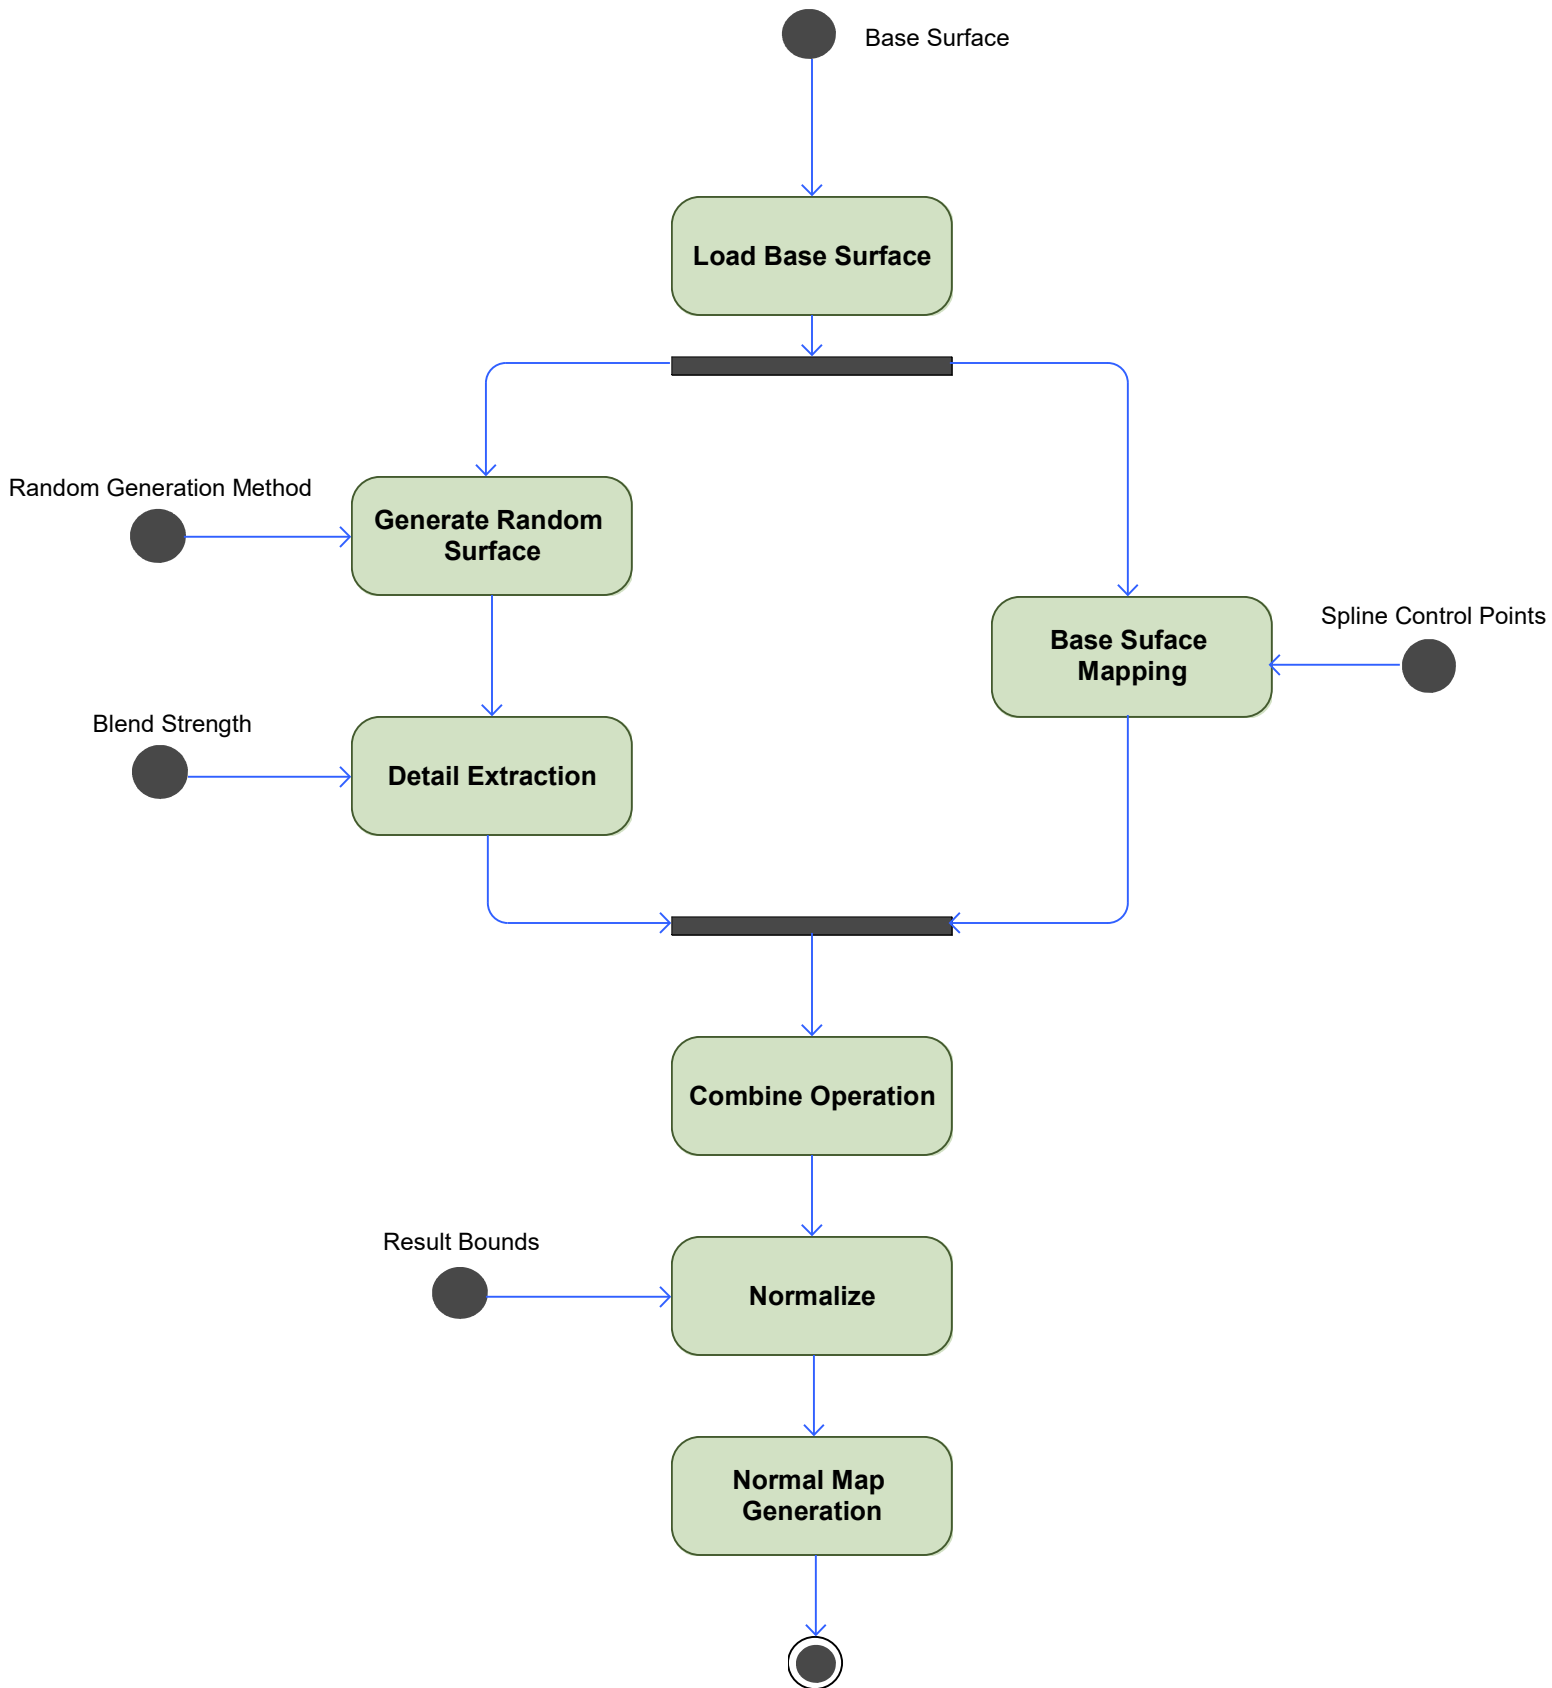 Base Surface
Load Base Surface
Random Generation Method
Generate Random
Surface
Spline Control Points
Base Suface
Mapping
Blend Strength
Detail Extraction
Combine Operation
Result Bounds
Normalize
Normal Map
Generation